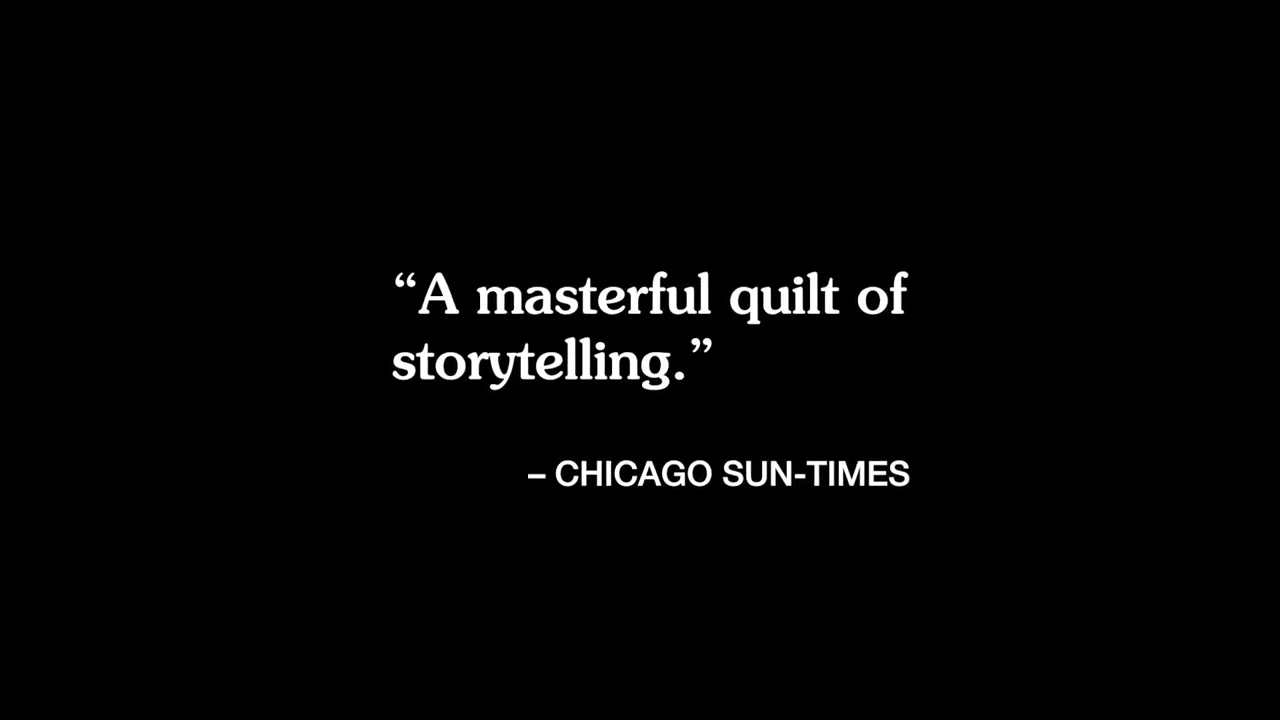 “A masterful quilt of
storytelling.”
– CHICAGO SUN-TIMES